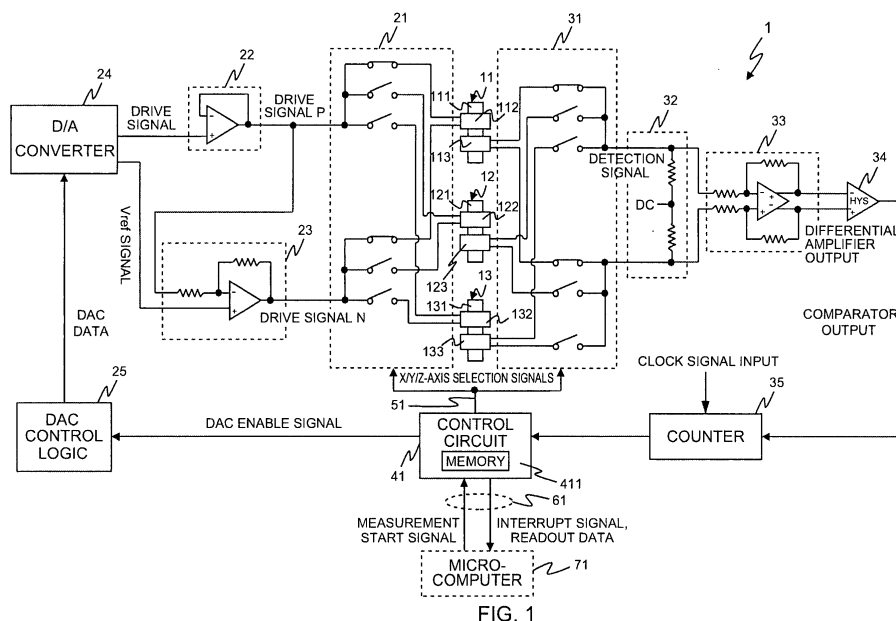 1
21
31
22
24
DRIVE
SIGNAL
DRIVE
SIGNAL P
D/A
CONVERTER
-
+
11
111
112
113
32
33
34
DETECTION
SIGNAL
DC
- +
+ -
-
HYS
+
DIFFERENTIAL
AMPLIFIER
OUTPUT
12
121
122
123
Vref SIGNAL
23
-
+
DRIVE SIGNAL N
13
131
132
133
DAC
DATA
COMPARATOR
OUTPUT
X/Y/Z-AXIS SELECTION SIGNALS
51
CLOCK SIGNAL INPUT
25
DAC
CONTROL
LOGIC
DAC ENABLE SIGNAL
CONTROL
CIRCUIT
MEMORY
41
411
35
COUNTER
61
MEASUREMENT
START SIGNAL
INTERRUPT SIGNAL,
READOUT DATA
MICRO-
COMPUTER
71
FIG. 1